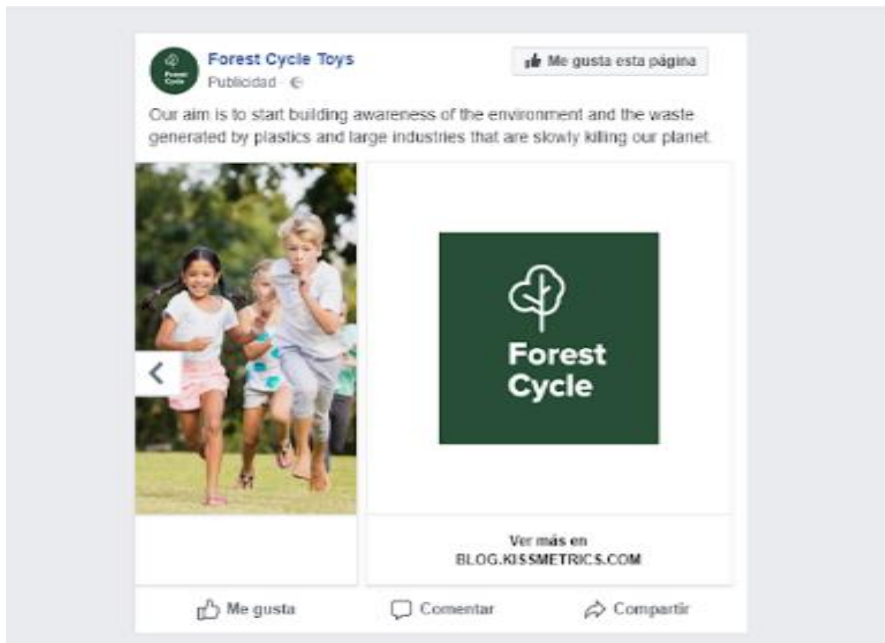 Forest Cycle Toys
Me gusta esta página
Publicidad
Our aim is to start building awareness of the environment and the waste
generated by plastics and large industries that are slowly killing our planet.
Forest
Cycle
Forest
Cycle
Ver más en
BLOG.KISSMETRICS.COM
Me gusta
Comentar
Compartir